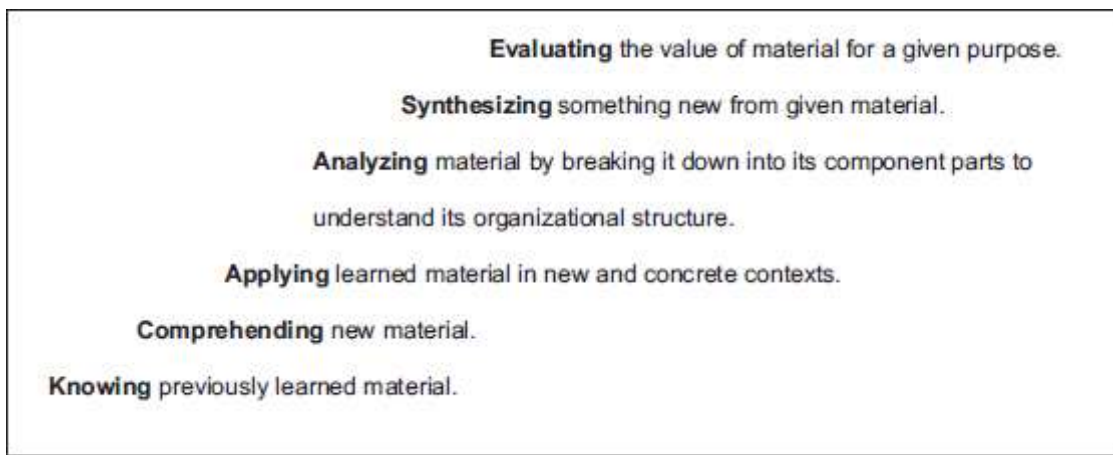 Evaluating the value of material for a given purpose.
Synthesizing something new from given material.
Analyzing material by breaking it down into its component parts to
understand its organizational structure.
Applying learned material in new and concrete contexts.
Comprehending new material.
Knowing previously learned material.